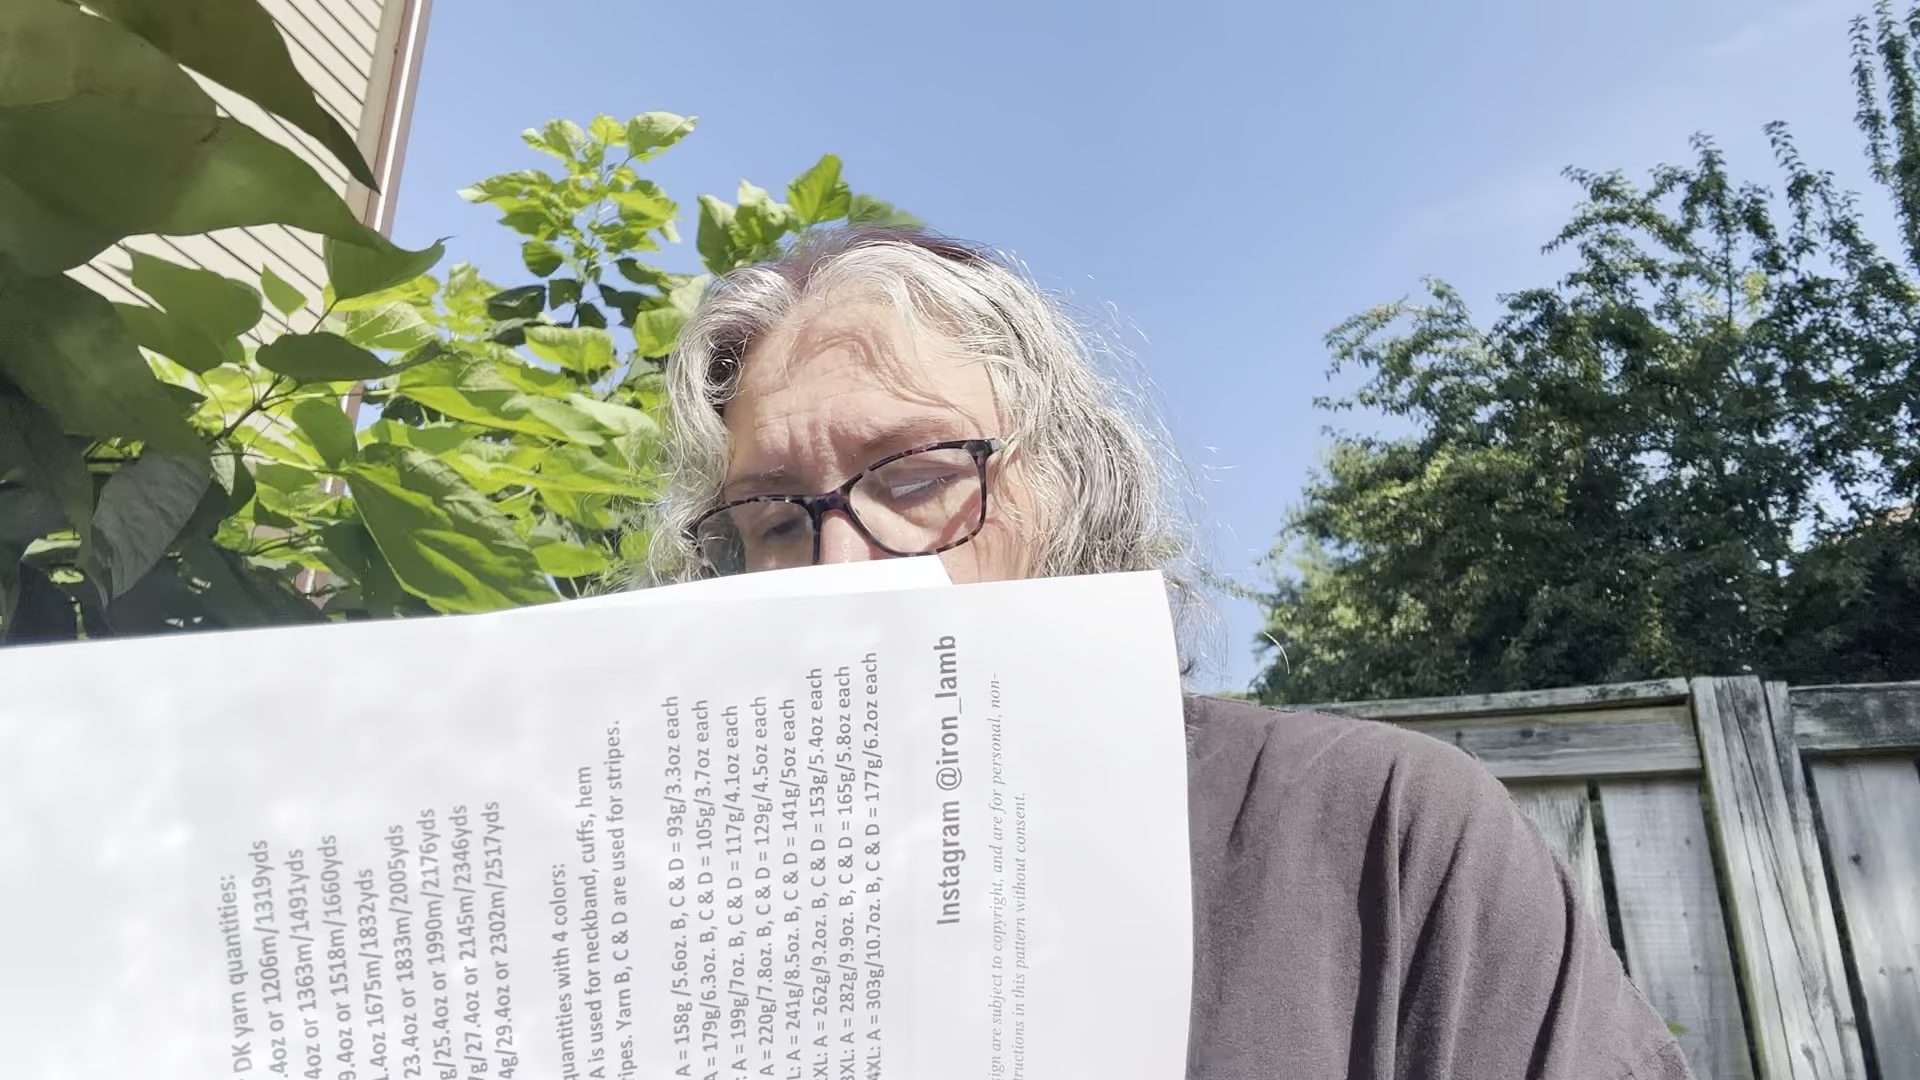 DK yarn quantities:
.4oz or 1206m/1319yds
4oz or 1363m/1491yds
9.4oz or 1518m/1660yds
1.4oz 1675m/1832yds
23.4oz or 1833m/2005yds
g/25.4oz or 1990m/2176yds
g/27.4oz or 2145m/2346yds
4g/29.4oz or 2302m/2517yds
quantities with 4 colors:
A is used for neckband, cuffs, hem
ripes. Yarn B, C & D are used for stripes.
A = 158g /5.6oz. B, C & D = 93g/3.3oz each
A = 179g/6.3oz. B, C & D = 105g/3.7oz each
: A = 199g/7oz. B, C & D = 117g/4.1oz each
A = 220g/7.8oz. B, C & D = 129g/4.5oz each
L: A = 241g/8.5oz. B, C & D = 141g/5oz each
XL: A = 262g/9.2oz. B, C & D = 153g/5.4oz each
3XL: A = 282g/9.9oz. B, C & D = 165g/5.8oz each
4XL: A = 303g/10.7oz. B, C & D = 177g/6.2oz each
Instagram @iron_lamb
sign are subject to copyright, and are for personal, non-
tructions in this pattern without consent.